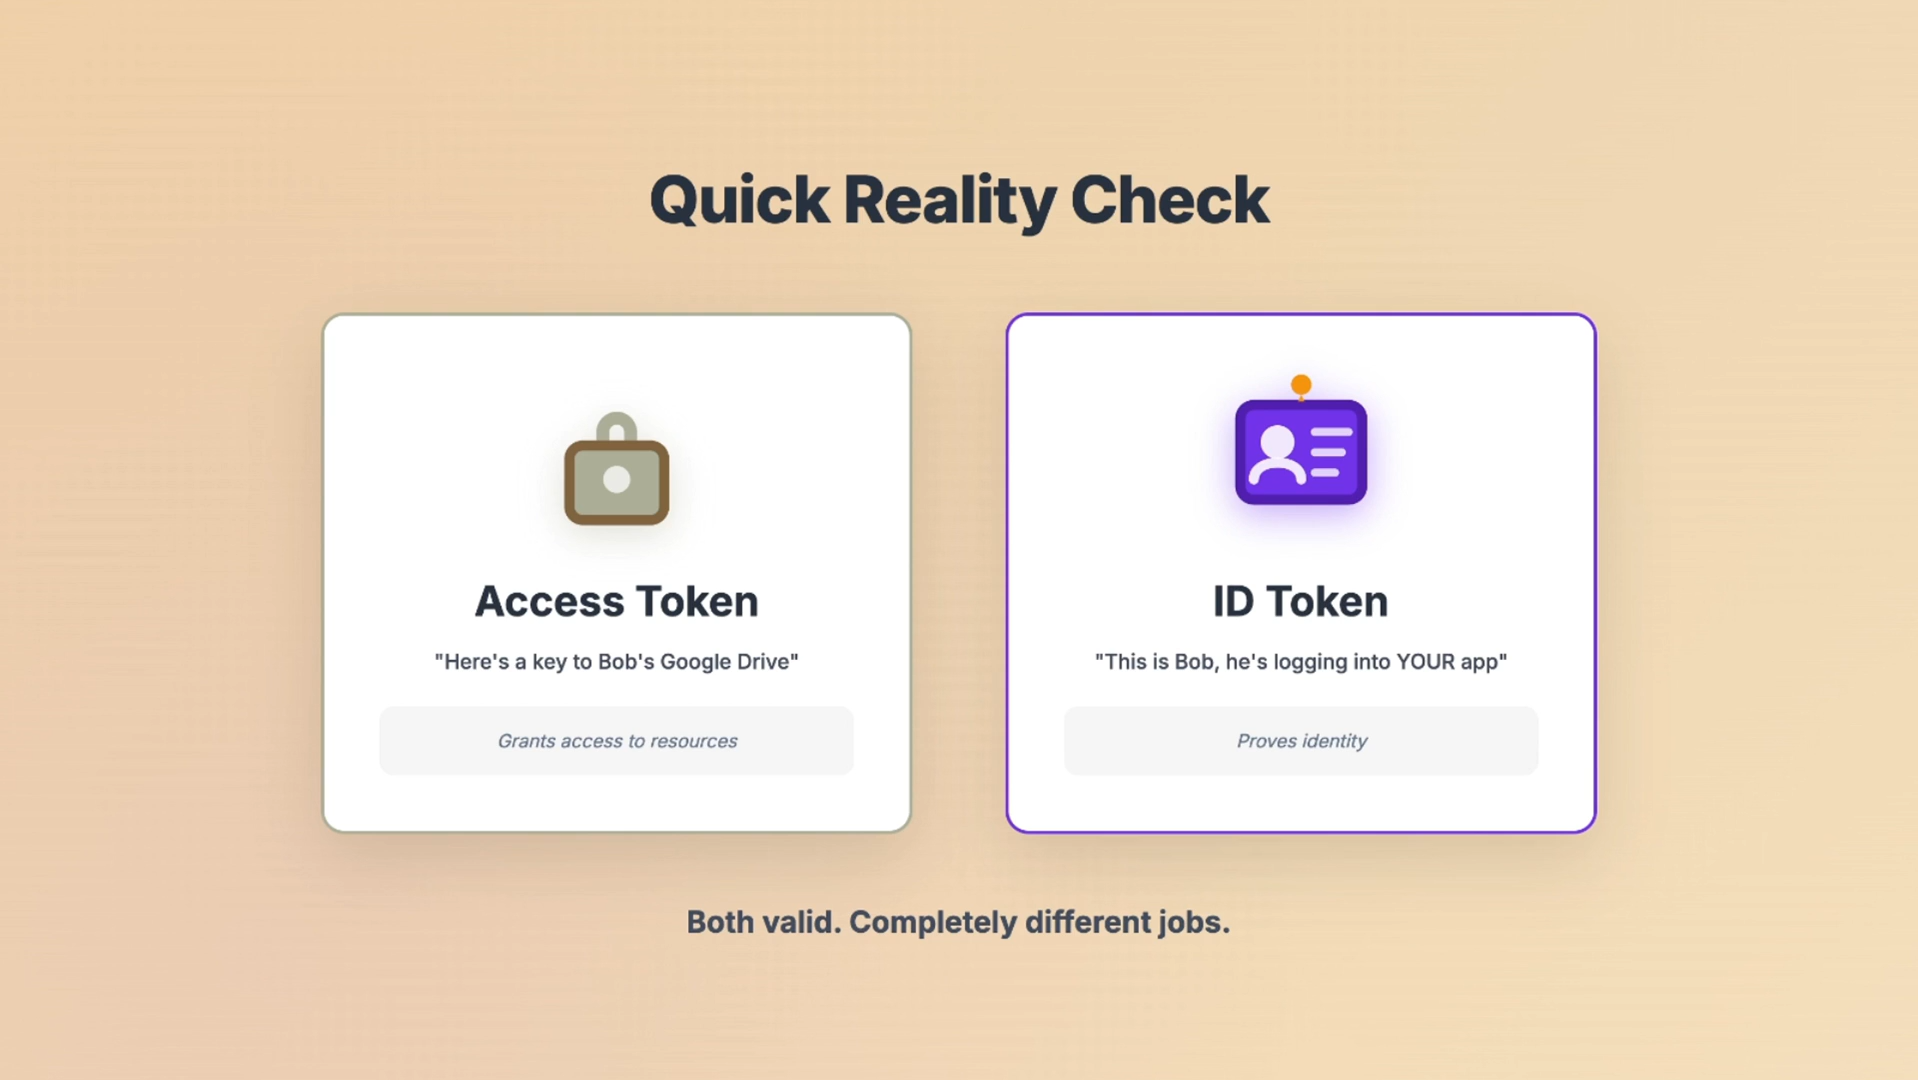 Quick Reality Check
Access Token
"Here's a key to Bob's Google Drive"
Grants access to resources
ID Token
"This is Bob, he's logging into YOUR app"
Proves identity
Both valid. Completely different jobs.